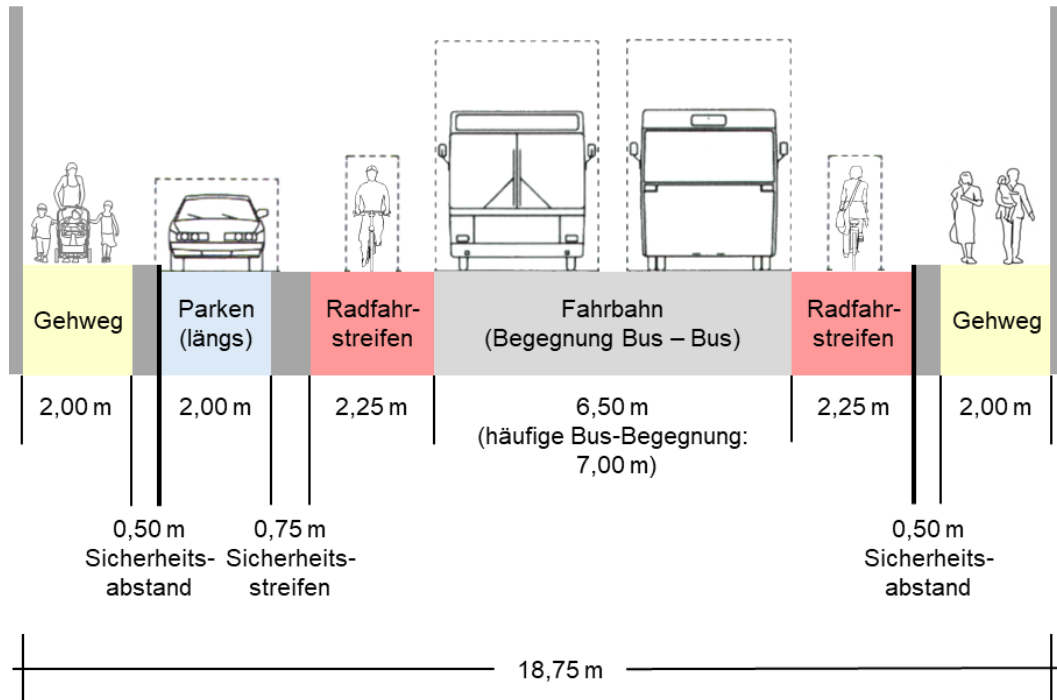 Gehweg
Parken
(längs)
Radfahr-
streifen
Fahrbahn
(Begegnung Bus – Bus)
Radfahr-
streifen
Gehweg
2,00 m
2,00 m
2,25 m
6,50 m
(häufige Bus-Begegnung:
7,00 m)
2,25 m
2,00 m
0,50 m
Sicherheits-
abstand
0,75 m
Sicherheits-
streifen
0,50 m
Sicherheits-
abstand
18,75 m